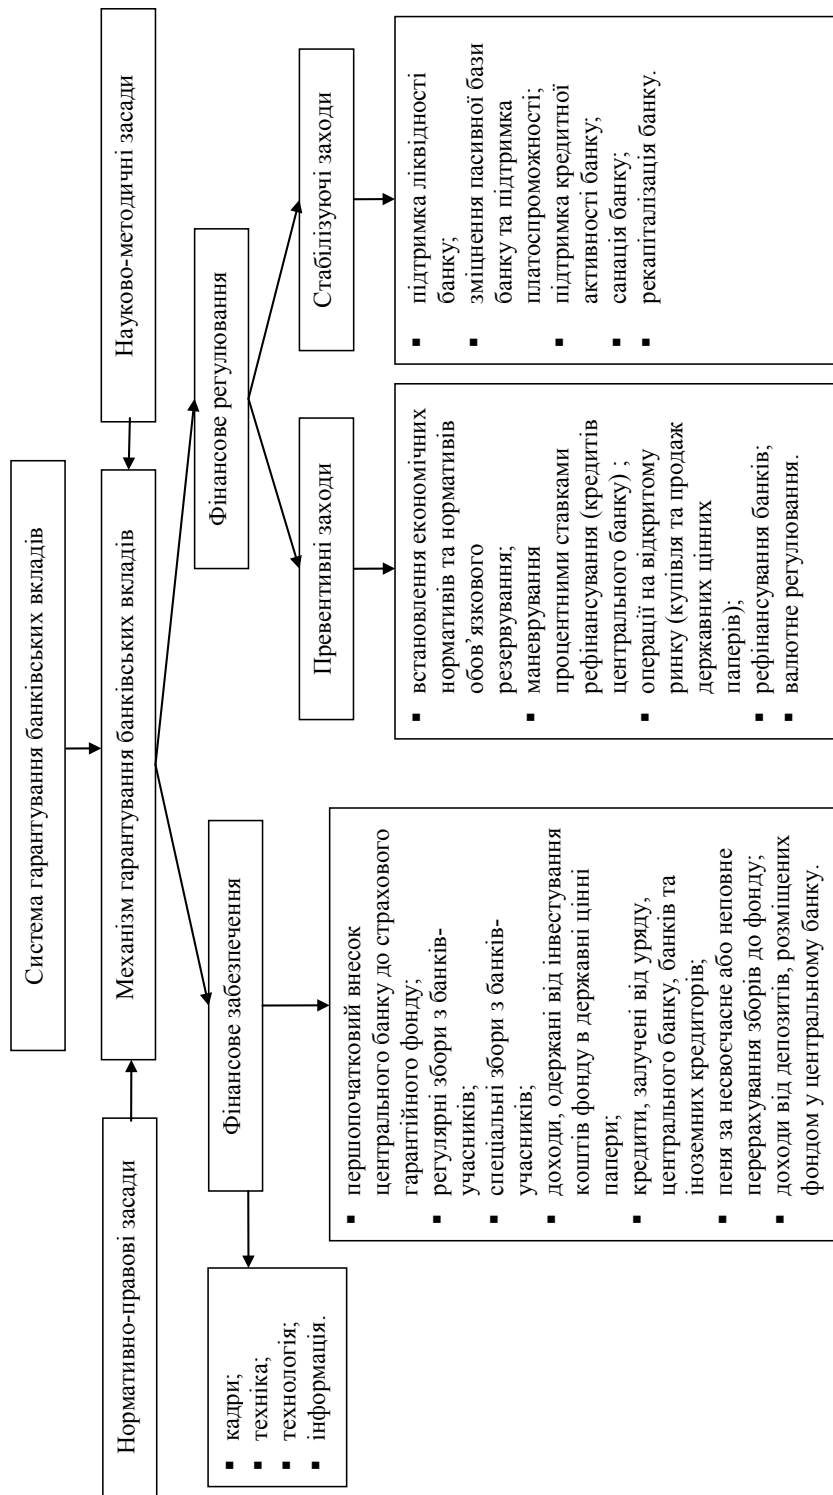 Система гарантування банківських вкладів
Нормативно-правові засади
Механізм гарантування банківських вкладів
Науково-методичні засади
Фінансове забезпечення
Фінансове регулювання
▪ кадри;
▪ техніка;
▪ технологія;
▪ інформація.
Превентивні заходи
Стабілізуючі заходи
▪ першопочатковий внесок
центрального банку до страхового
гарантійного фонду;
▪ регулярні збори з банків-
учасників;
▪ спеціальні збори з банків-
учасників;
▪ доходи, одержані від інвестування
коштів фонду в державні цінні
папери;
▪ кредити, залучені від уряду,
центрального банку, банків та
іноземних кредиторів;
▪ пеня за несвоєчасне або неповне
перерахування зборів до фонду;
▪ доходи від депозитів, розміщених
фондом у центральному банку.
▪ встановлення економічних
нормативів та нормативів
обов’язкового
резервування;
▪ маневрування
процентними ставками
рефінансування (кредитів
центрального банку) ;
▪ операції на відкритому
ринку (купівля та продаж
державних цінних
паперів);
▪ рефінансування банків;
▪ валютне регулювання.
▪ підтримка ліквідності
банку;
▪ зміцнення пасивної бази
банку та підтримка
платоспроможності;
▪ підтримка кредитної
активності банку;
▪ санація банку;
▪ рекапіталізація банку.